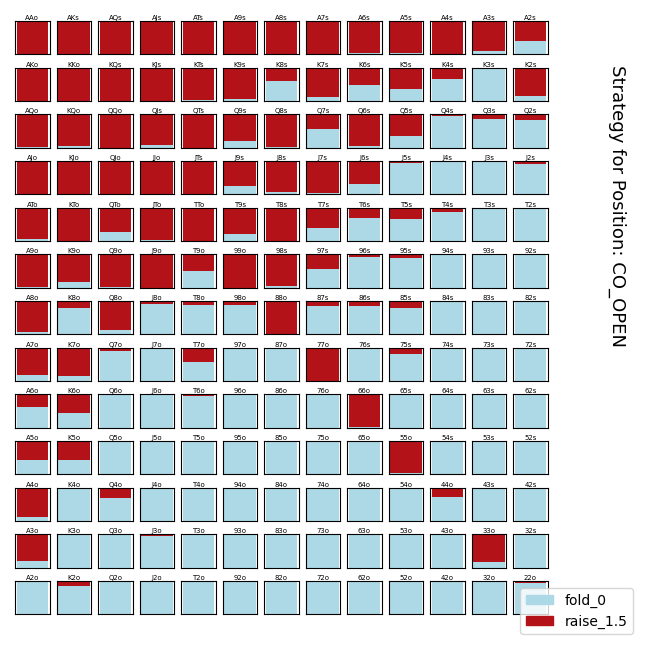 AAo AKs AQs AJs ATs A9s A8s A7s A6s A5s A4s A3s A2s
AKo KKo KQs KJs KTs K9s K8s K7s K6s K5s K4s K3s K2s
AQo KQo QQo QJs QTs Q9s Q8s Q7s Q6s Q5s Q4s Q3s Q2s
AJo KJo QJo JJo JTs J9s J8s J7s J6s J5s J4s J3s J2s
ATo KTo QTo JTo TTo T9s T8s T7s T6s T5s T4s T3s T2s
A9o K9o Q9o J9o T9o 99o 98s 97s 96s 95s 94s 93s 92s
A8o K8o Q8o J8o T8o 98o 88o 87s 86s 85s 84s 83s 82s
A7o K7o Q7o J7o T7o 97o 87o 77o 76s 75s 74s 73s 72s
A6o K6o Q6o J6o T6o 96o 86o 76o 66o 65s 64s 63s 62s
A5o K5o Q5o J5o T5o 95o 85o 75o 65o 55o 54s 53s 52s
A4o K4o Q4o J4o T4o 94o 84o 74o 64o 54o 44o 43s 42s
A3o K3o Q3o J3o T3o 93o 83o 73o 63o 53o 43o 33o 32s
A2o K2o Q2o J2o T2o 92o 82o 72o 62o 52o 42o 32o 22o
Strategy for Position: CO_OPEN
fold_0
raise_1.5